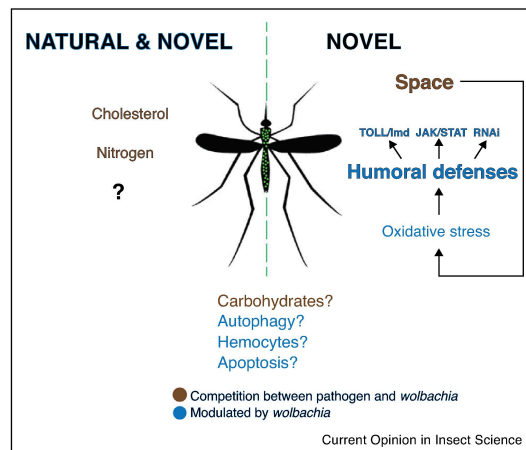 NATURAL & NOVEL
NOVEL
Cholesterol
Nitrogen
?
Space
TOLL/Imd JAK/STAT RNAi
Humoral defenses
Oxidative stress
Carbohydrates?
Autophagy?
Hemocytes?
Apoptosis?
Competition between pathogen and wolbachia
Modulated by wolbachia
Current Opinion in Insect Science